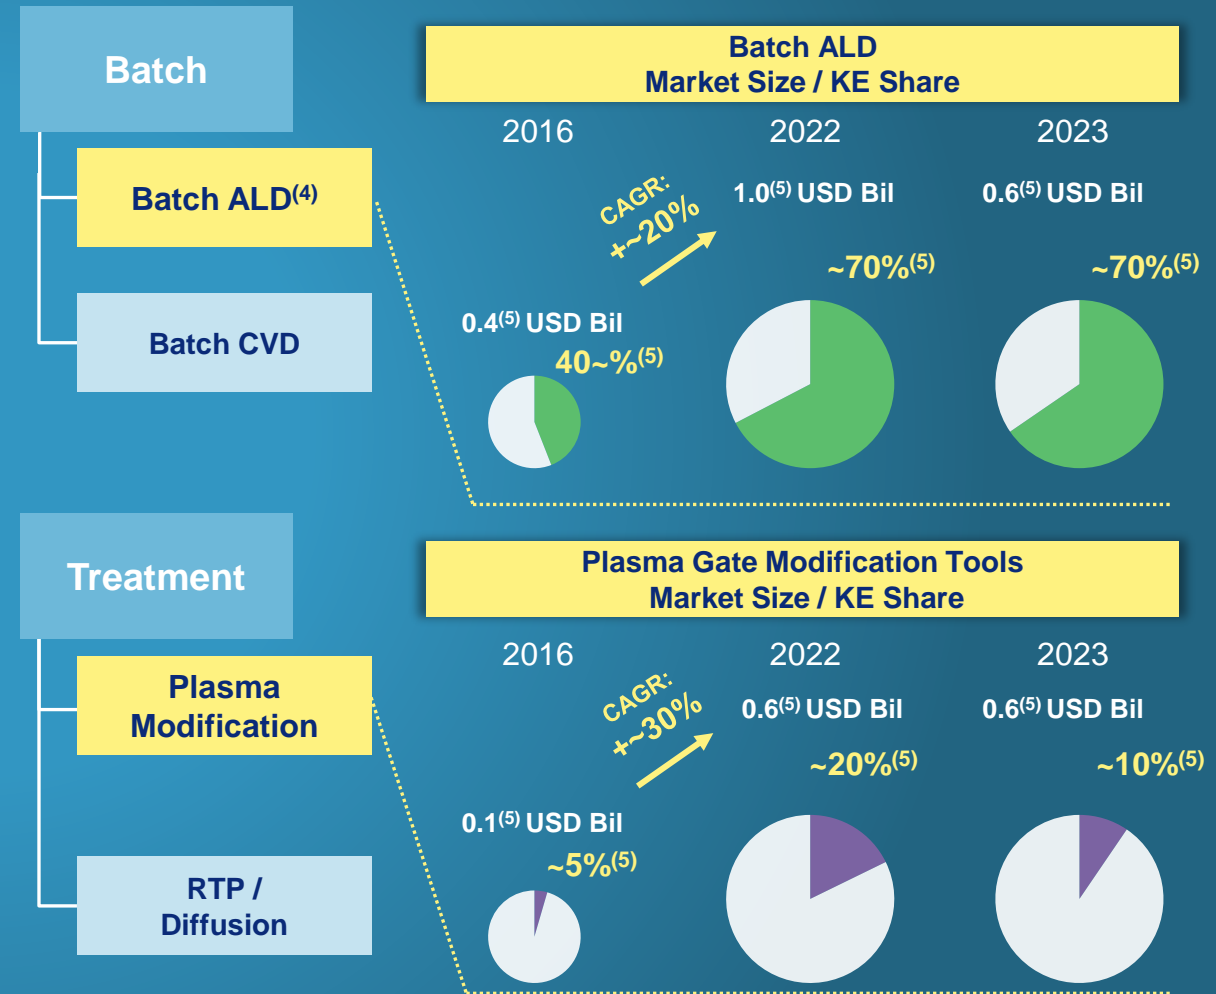 Batch
Batch ALD
Market Size / KE Share
2016
2022
2023
Batch ALD(4)
CAGR:
+~20%
1.0(5) USD Bil
0.6(5) USD Bil
~70%(5)
~70%(5)
0.4(5) USD Bil
40~%(5)
Batch CVD
Treatment
Plasma Gate Modification Tools
Market Size / KE Share
2016
2022
2023
Plasma
Modification
CAGR:
+~30%
0.6(5) USD Bil
0.6(5) USD Bil
~20%(5)
~10%(5)
0.1(5) USD Bil
~5%(5)
RTP /
Diffusion